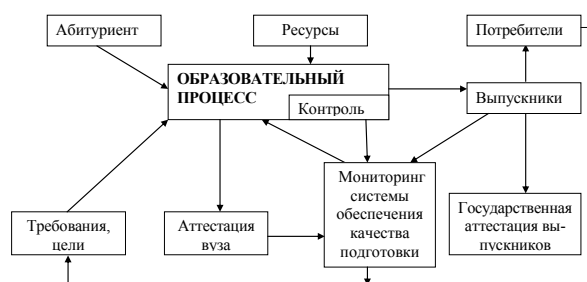 Абитуриент
Ресурсы
Потребители
ОБРАЗОВАТЕЛЬНЫЙ
ПРОЦЕСС
Контроль
Выпускники
Мониторинг
системы
обеспечения
качества
подготовки
Требования,
цели
Аттестация
вуза
Государственная
аттестация вы-
пускников